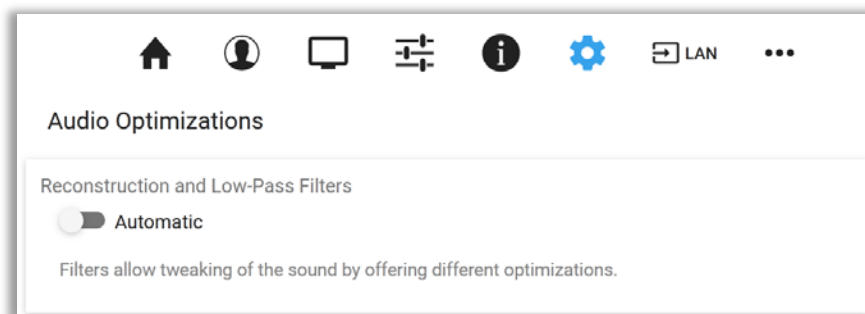 LAN
Audio Optimizations
Reconstruction and Low-Pass Filters
Automatic
Filters allow tweaking of the sound by offering different optimizations.